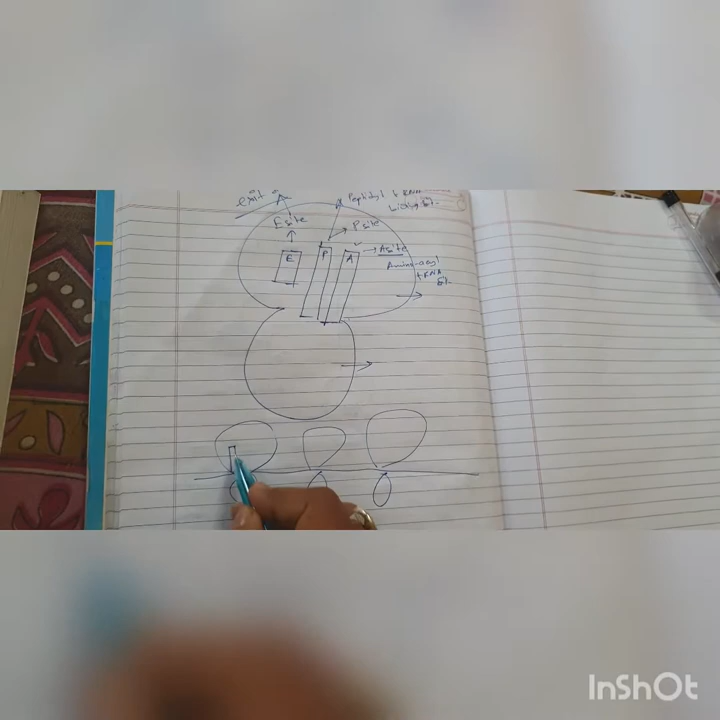 exit
Peptidyl t RNA
E site
P site
E
P
A
A site
Amino-acyl
t RNA
InShOt